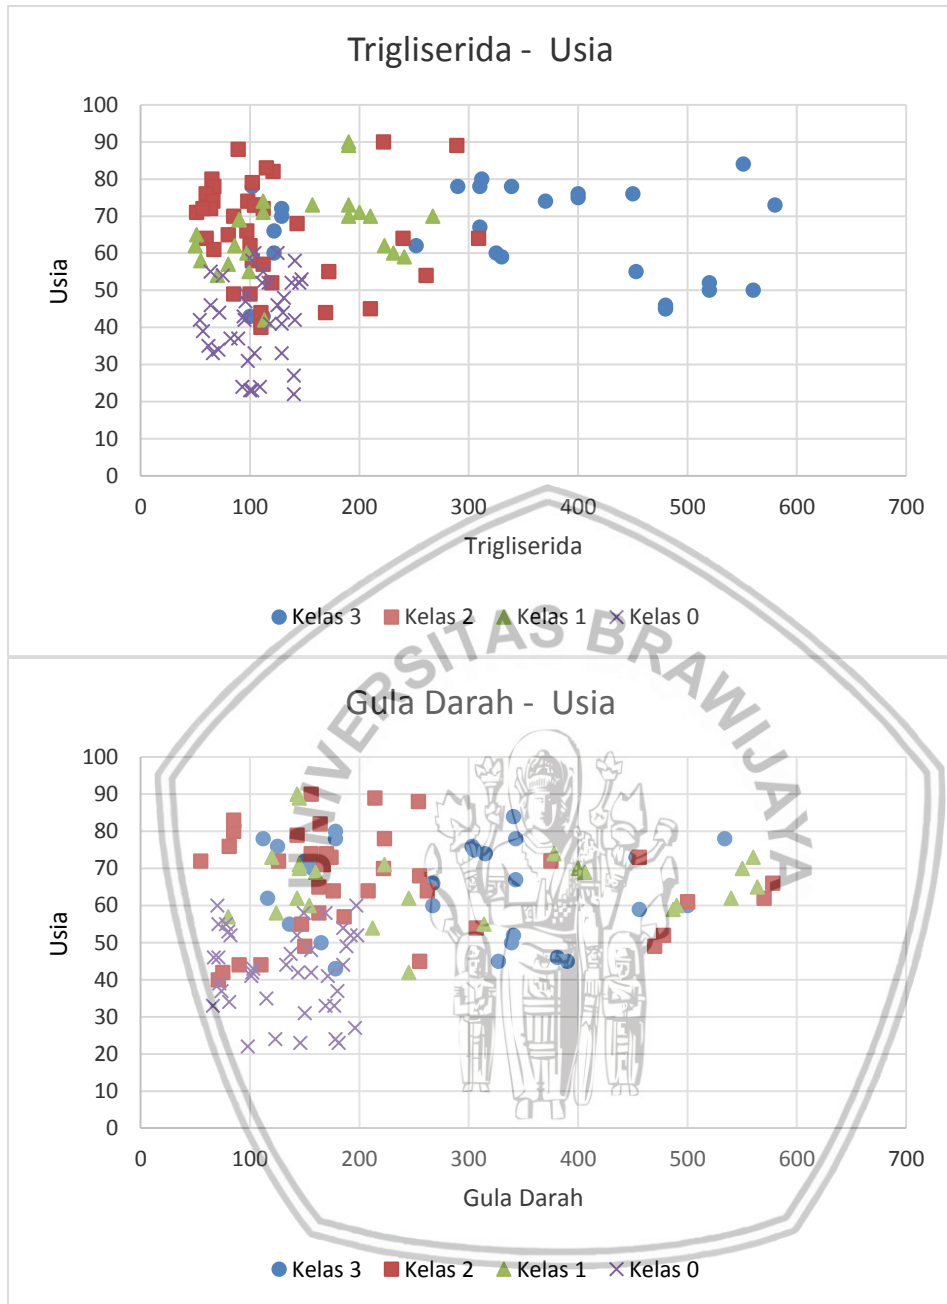 Trigliserida - Usia
100
90
80
70
60
50
40
30
20
10
0
Usia
0 100 200 300 400 500 600 700
Trigliserida
Kelas 3 Kelas 2 Kelas 1 Kelas 0
UNIVERSITAS BRAWIJAYA
Gula Darah - Usia
100
90
80
70
60
50
40
30
20
10
0
Usia
0 100 200 300 400 500 600 700
Gula Darah
Kelas 3 Kelas 2 Kelas 1 Kelas 0